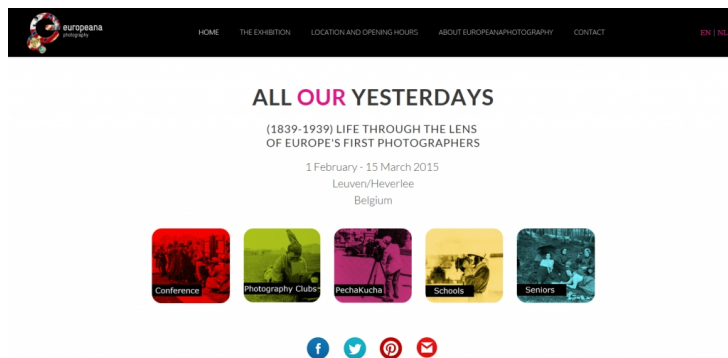 europeana
photography
HOME THE EXHIBITION LOCATION AND OPENING HOURS ABOUT EUROPEANAPHOTOGRAPHY CONTACT EN | NL
ALL OUR YESTERDAYS
(1839-1939) LIFE THROUGH THE LENS
OF EUROPE'S FIRST PHOTOGRAPHERS
1 February - 15 March 2015
Leuven/Heverlee
Belgium
Conference Photography Clubs PechaKucha Schools Seniors